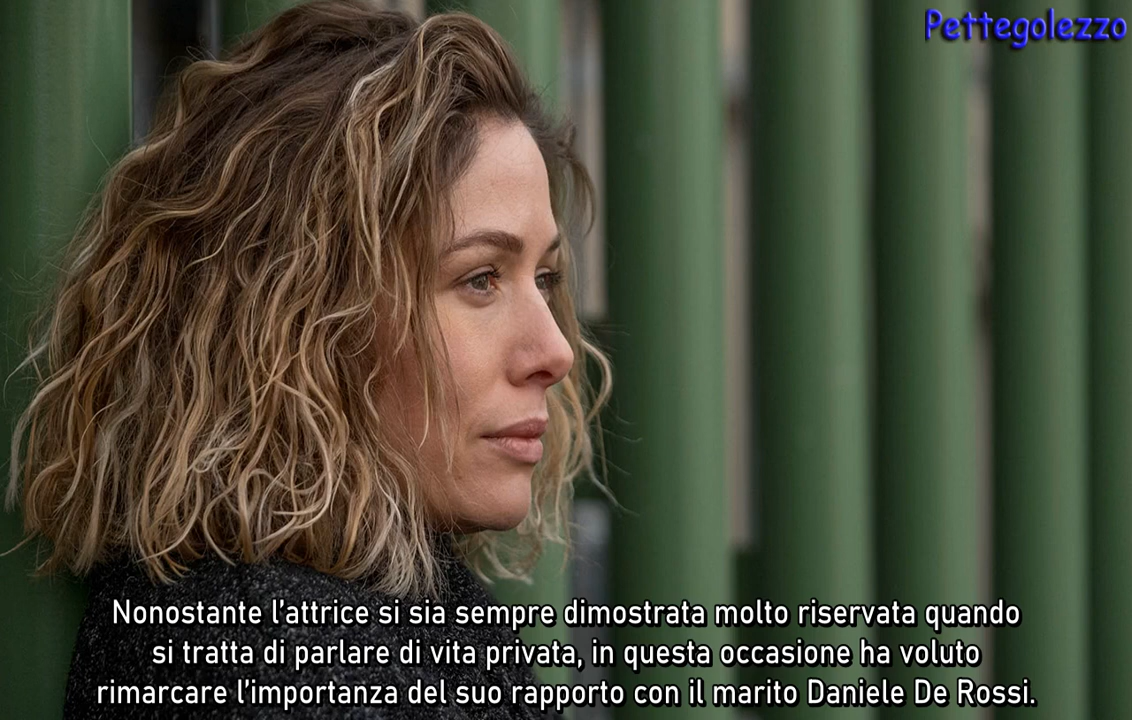 Pettegolezzo
Nonostante l'attrice si sia sempre dimostrata molto riservata quando
si tratta di parlare di vita privata, in questa occasione ha voluto
rimarcare l'importanza del suo rapporto con il marito Daniele De Rossi.